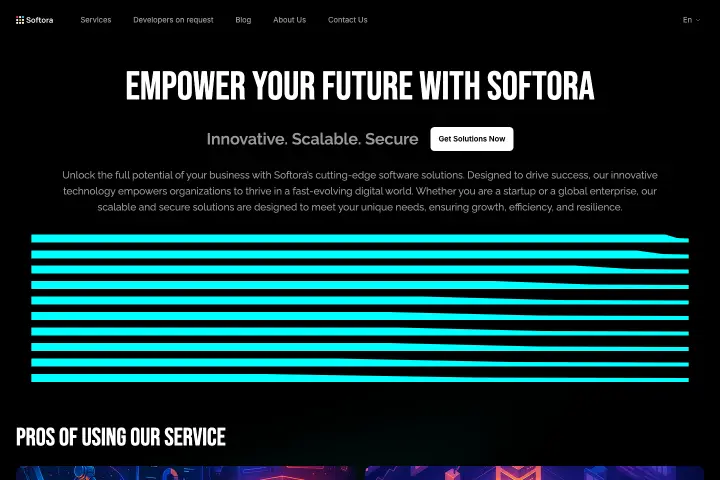 Softora
Services
Developers on request
Blog
About Us
Contact Us
En
EMPOWER YOUR FUTURE WITH SOFTORA
Innovative. Scalable. Secure
Get Solutions Now
Unlock the full potential of your business with Softora's cutting-edge software solutions. Designed to drive success, our innovative
technology empowers organizations to thrive in a fast-evolving digital world. Whether you are a startup or a global enterprise, our
scalable and secure solutions are designed to meet your unique needs, ensuring growth, efficiency, and resilience.
PROS OF USING OUR SERVICE